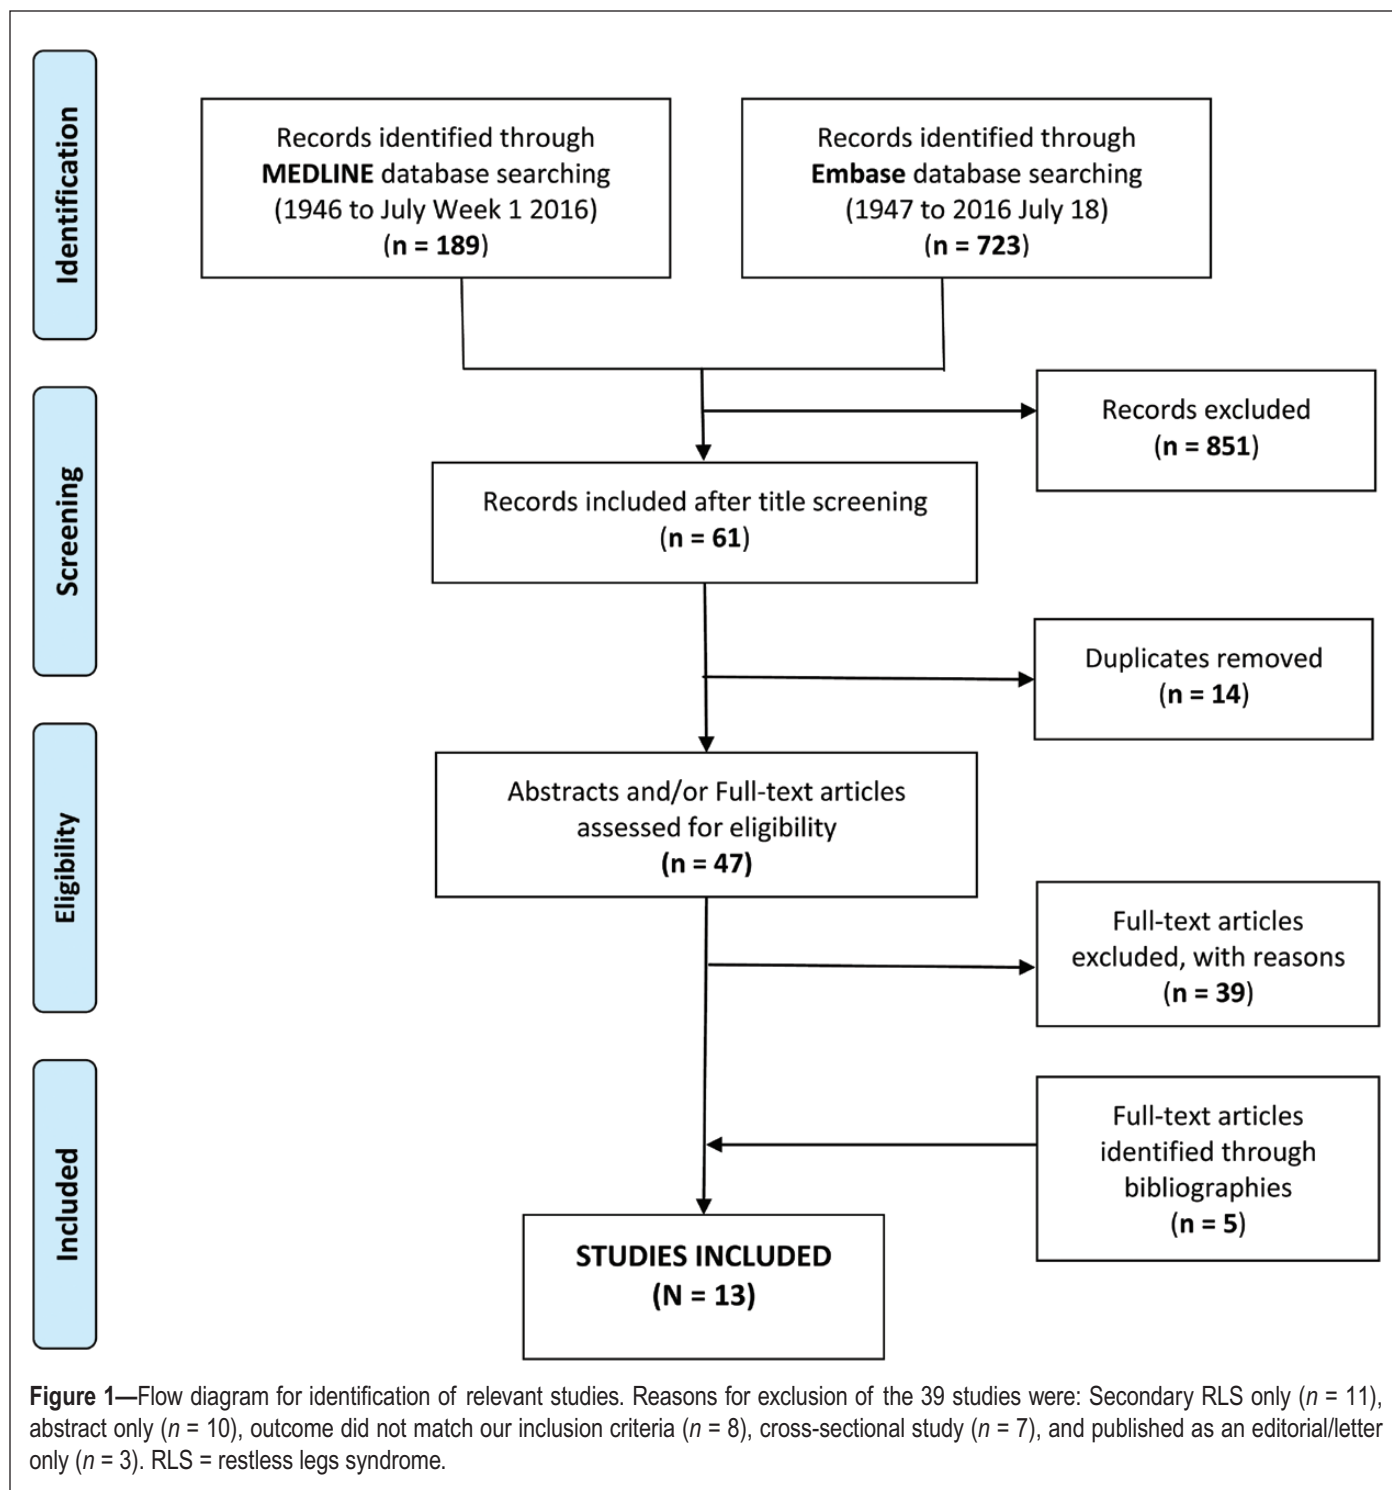 Identification
Records identified through
MEDLINE database searching
(1946 to July Week 1 2016)
(n = 189)
Records identified through
Embase database searching
(1947 to 2016 July 18)
(n = 723)
Screening
Records excluded
(n = 851)
Records included after title screening
(n = 61)
Duplicates removed
(n = 14)
Eligibility
Abstracts and/or Full-text articles
assessed for eligibility
(n = 47)
Full-text articles
excluded, with reasons
(n = 39)
Included
Full-text articles
identified through
bibliographies
(n = 5)
STUDIES INCLUDED
(N = 13)
Figure 1—Flow diagram for identification of relevant studies. Reasons for exclusion of the 39 studies were: Secondary RLS only (n = 11),
abstract only (n = 10), outcome did not match our inclusion criteria (n = 8), cross-sectional study (n = 7), and published as an editorial/letter
only (n = 3). RLS = restless legs syndrome.